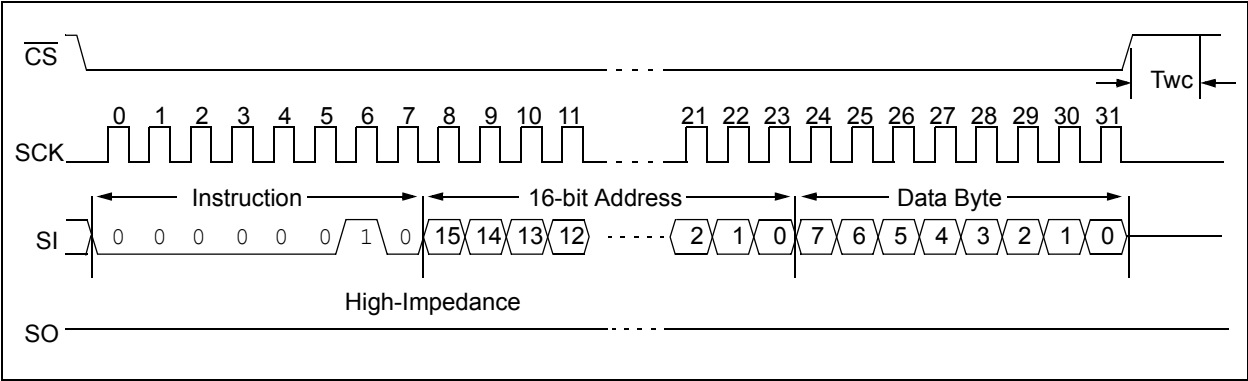 CS
Twc
0 1 2 3 4 5 6 7 8 9 10 11 21 22 23 24 25 26 27 28 29 30 31
SCK
Instruction 16-bit Address Data Byte
SI 0 0 0 0 0 0 1 0 15 14 13 12 2 1 0 7 6 5 4 3 2 1 0
High-Impedance
SO